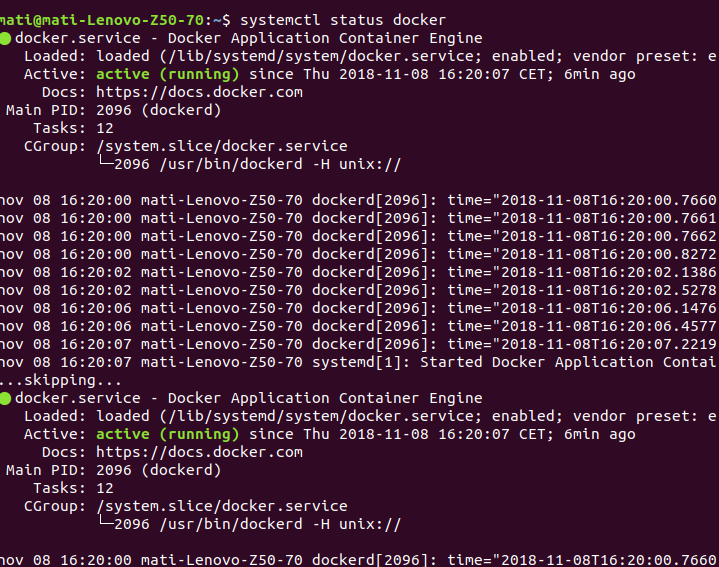 mati@mati-Lenovo-Z50-70:~$ systemctl status docker
● docker.service - Docker Application Container Engine
   Loaded: loaded (/lib/systemd/system/docker.service; enabled; vendor preset: e
   Active: active (running) since Thu 2018-11-08 16:20:07 CET; 6min ago
     Docs: https://docs.docker.com
 Main PID: 2096 (dockerd)
    Tasks: 12
   CGroup: /system.slice/docker.service
           └─2096 /usr/bin/dockerd -H unix://
nov 08 16:20:00 mati-Lenovo-Z50-70 dockerd[2096]: time="2018-11-08T16:20:00.7660
nov 08 16:20:00 mati-Lenovo-Z50-70 dockerd[2096]: time="2018-11-08T16:20:00.7661
nov 08 16:20:00 mati-Lenovo-Z50-70 dockerd[2096]: time="2018-11-08T16:20:00.7662
nov 08 16:20:00 mati-Lenovo-Z50-70 dockerd[2096]: time="2018-11-08T16:20:00.8272
nov 08 16:20:02 mati-Lenovo-Z50-70 dockerd[2096]: time="2018-11-08T16:20:02.1386
nov 08 16:20:02 mati-Lenovo-Z50-70 dockerd[2096]: time="2018-11-08T16:20:02.5278
nov 08 16:20:06 mati-Lenovo-Z50-70 dockerd[2096]: time="2018-11-08T16:20:06.1476
nov 08 16:20:06 mati-Lenovo-Z50-70 dockerd[2096]: time="2018-11-08T16:20:06.4577
nov 08 16:20:07 mati-Lenovo-Z50-70 dockerd[2096]: time="2018-11-08T16:20:07.2219
nov 08 16:20:07 mati-Lenovo-Z50-70 systemd[1]: Started Docker Application Contai
...skipping...
● docker.service - Docker Application Container Engine
   Loaded: loaded (/lib/systemd/system/docker.service; enabled; vendor preset: e
   Active: active (running) since Thu 2018-11-08 16:20:07 CET; 6min ago
     Docs: https://docs.docker.com
 Main PID: 2096 (dockerd)
    Tasks: 12
   CGroup: /system.slice/docker.service
           └─2096 /usr/bin/dockerd -H unix://
nov 08 16:20:00 mati-Lenovo-Z50-70 dockerd[2096]: time="2018-11-08T16:20:00.7660